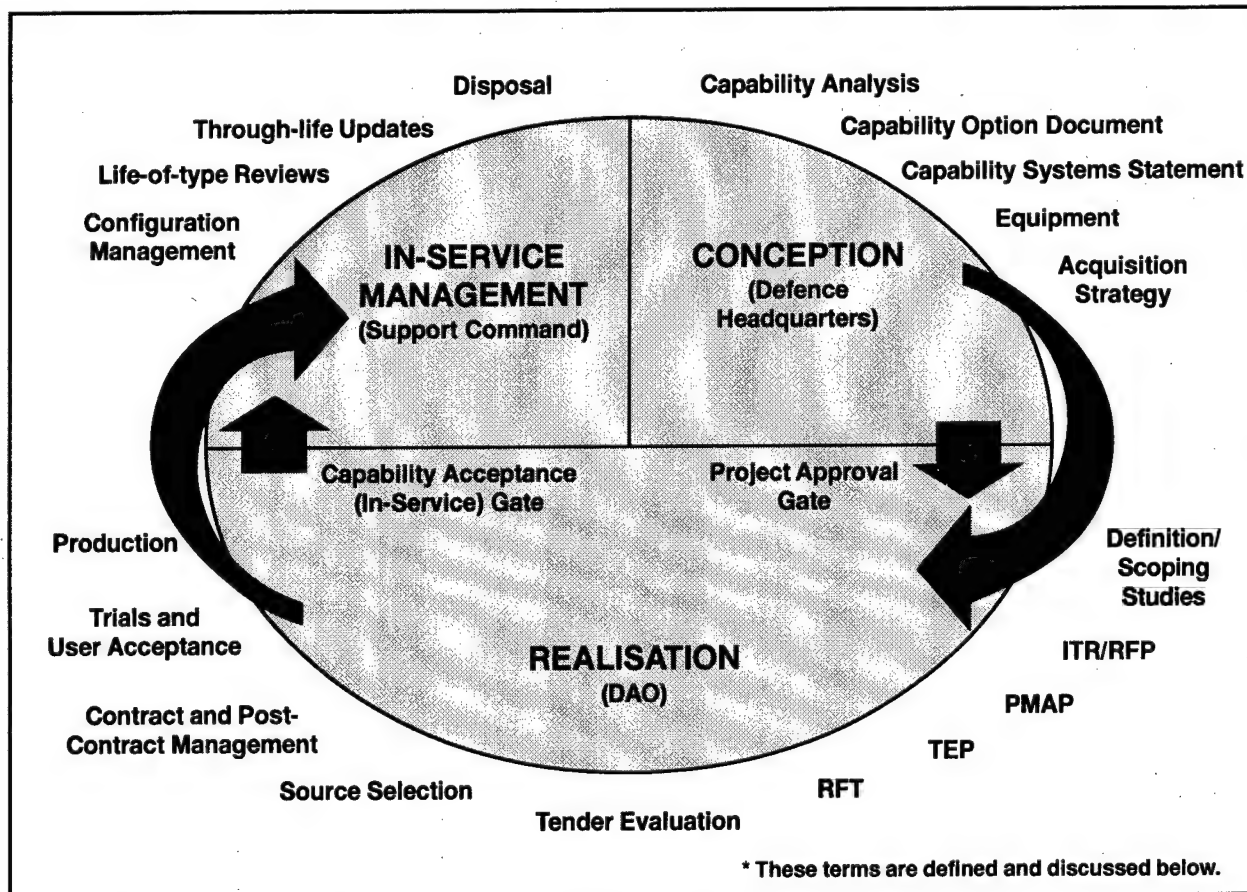 Disposal
Capability Analysis
Through-life Updates
Capability Option Document
Life-of-type Reviews
Capability Systems Statement
Configuration
Management
Equipment
Acquisition
Strategy
IN-SERVICE
MANAGEMENT
(Support Command)
CONCEPTION
(Defence
Headquarters)
Capability Acceptance
(In-Service) Gate
Project Approval
Gate
Production
Definition/
Scoping
Studies
Trials and
User Acceptance
REALISATION
(DAO)
ITR/RFP
PMAP
Contract and Post-
Contract Management
TEP
Source Selection
RFT
Tender Evaluation
* These terms are defined and discussed below.